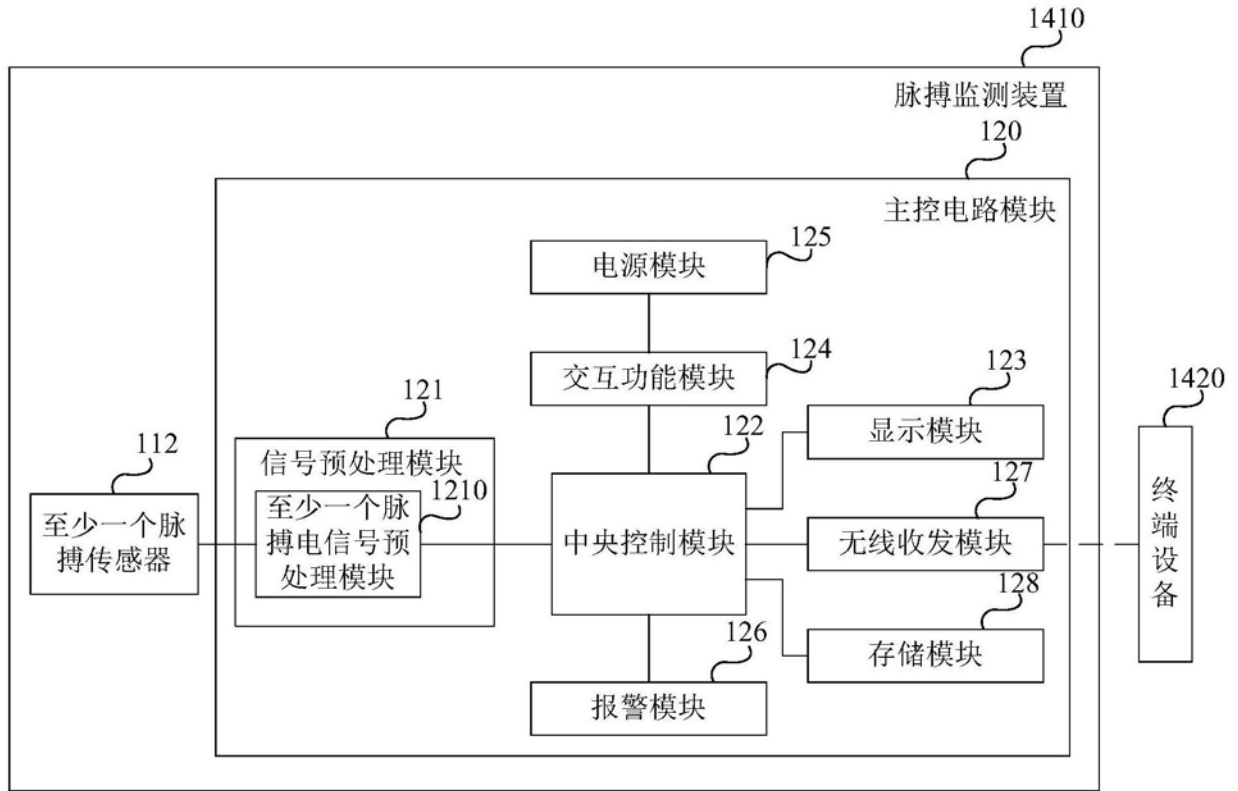 1410
脉搏监测装置
120
主控电路模块
125
电源模块
124
交互功能模块
123
显示模块
1420
121
信号预处理模块
122
112
1210
127
至少一个脉
搏传感器
至少一个脉
搏电信号预
处理模块
中央控制模块
无线收发模块
终
端
设
备
128
存储模块
126
报警模块